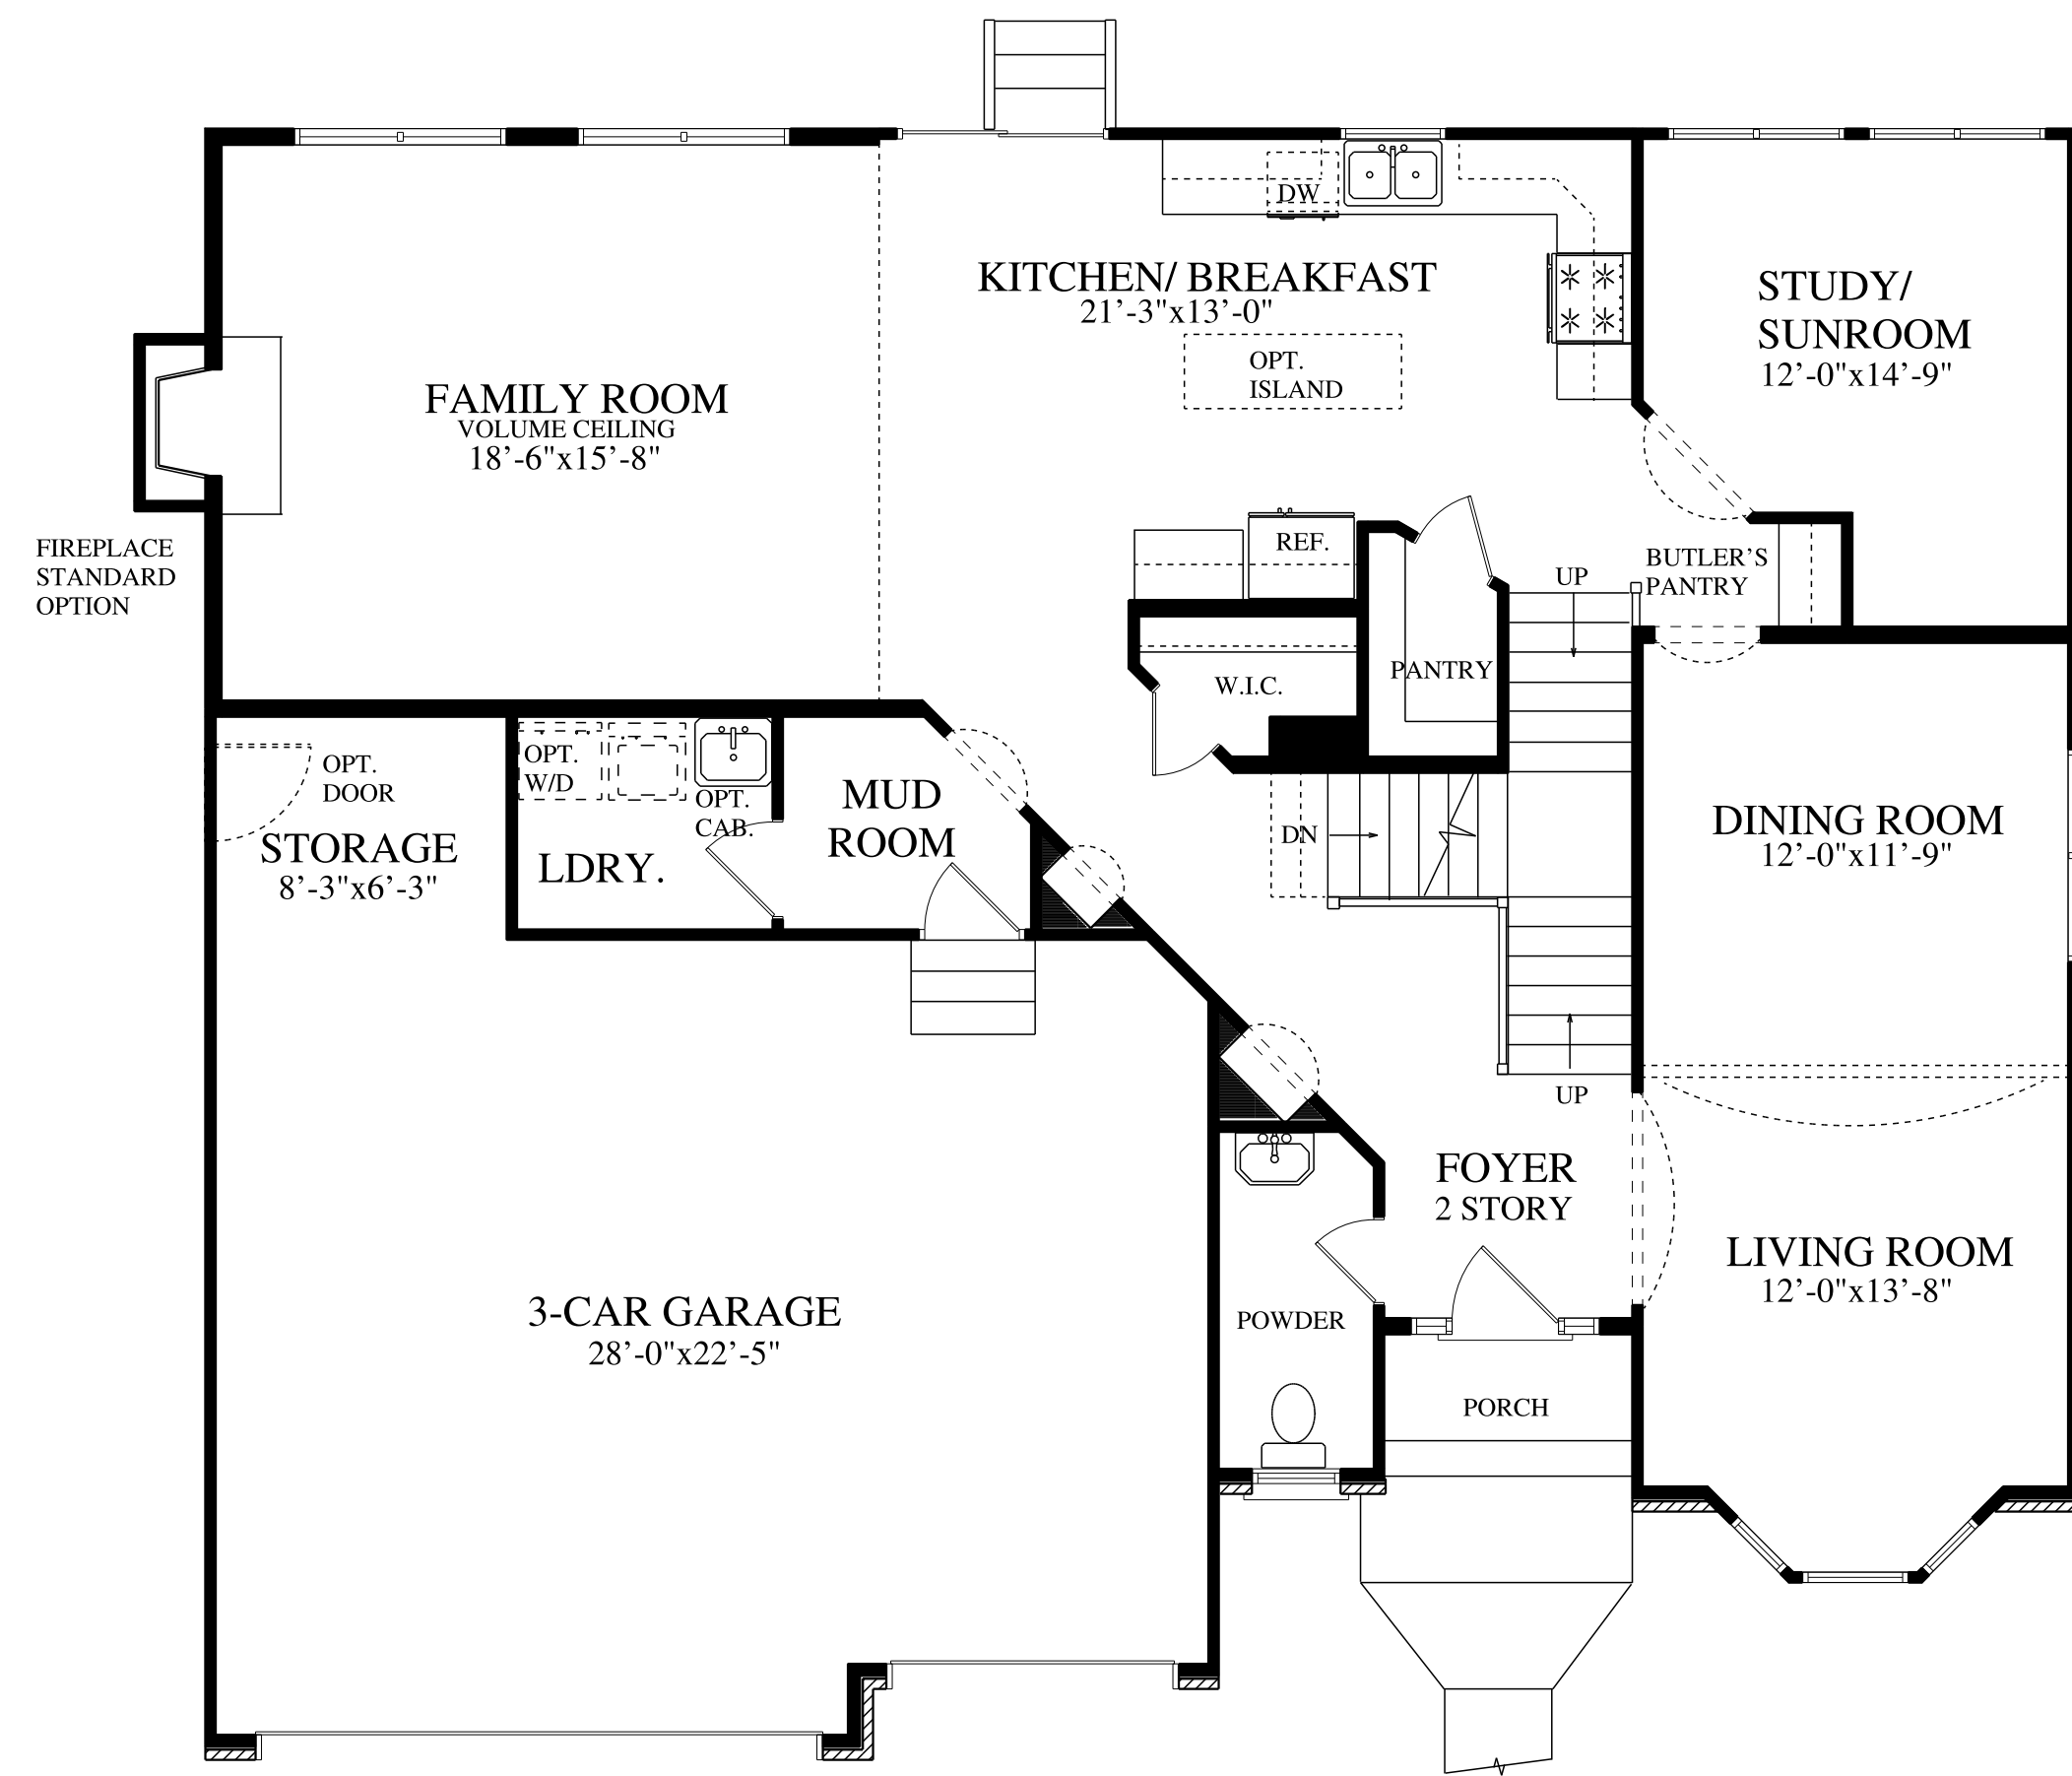 DW
KITCHEN/ BREAKFAST
21'-3"x13'-0"
OPT.
ISLAND
STUDY/
SUNROOM
12'-0"x14'-9"
FAMILY ROOM
VOLUME CEILING
18'-6"x15'-8"
FIREPLACE
STANDARD
OPTION
REF.
UP
BUTLER'S
PANTRY
PANTRY
W.I.C.
OPT.
DOOR
STORAGE
8'-3"x6'-3"
OPT.
W/D
OPT.
CAB.
LDRY.
MUD
ROOM
DN
DINING ROOM
12'-0"x11'-9"
UP
FOYER
2 STORY
LIVING ROOM
12'-0"x13'-8"
3-CAR GARAGE
28'-0"x22'-5"
POWDER
PORCH